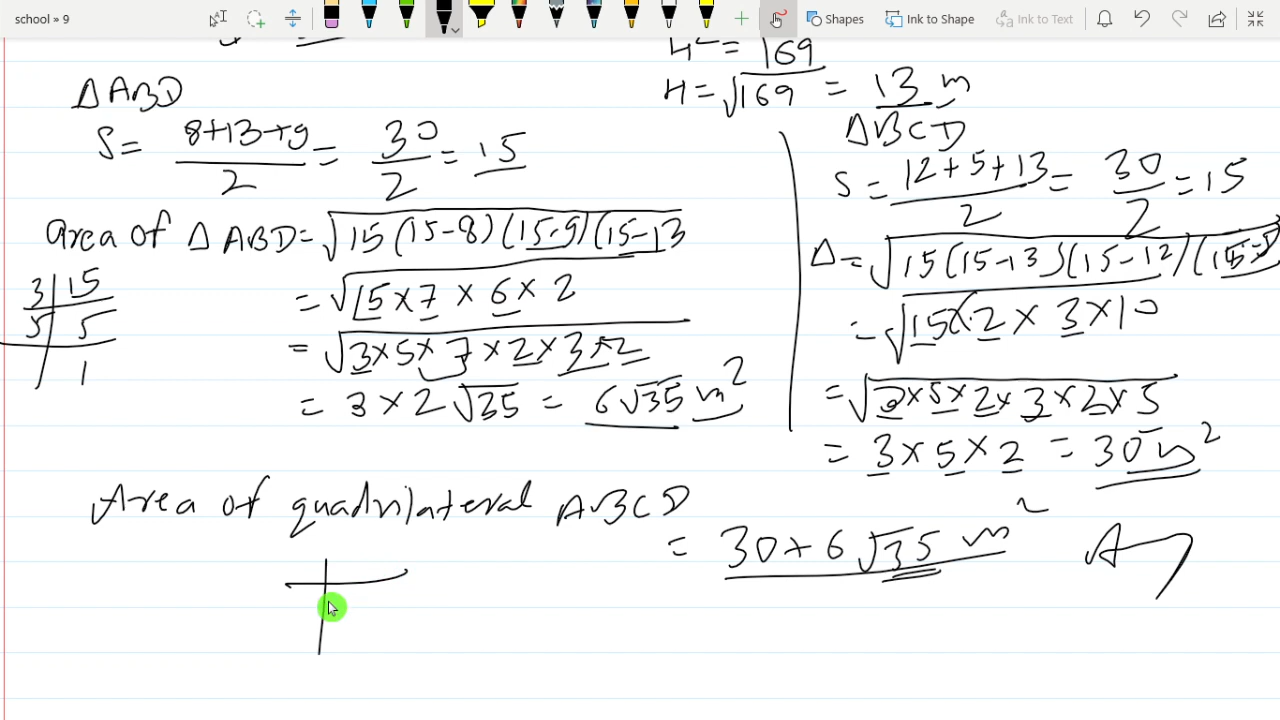 school » 9
Shapes
Ink to Shape
Ink to Text
H² = 169
H = √169 = 13 m
Δ ABD
S = 8+13+9/2 = 30/2 = 15
area of Δ ABD = √15(15-8)(15-9)(15-13
= √15×7×6×2
3 | 15
5 | 5
| 1
= √3×5×7×2×3×2
= 3×2√35 = 6√35 m²
Δ BCD
S = 12+5+13/2 = 30/2 = 15
Δ = √15(15-13)(15-12)(15-5)
= √15×2×3×10
= √3×5×2×3×2×5
= 3×5×2 = 30 m²
Area of quadrilateral ABCD
= 30+6√35 m²